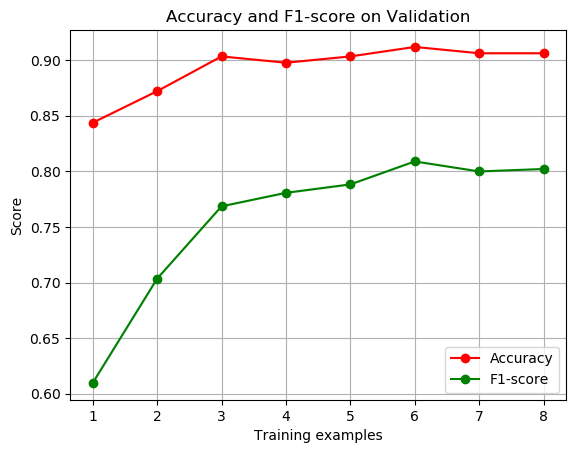 Accuracy and F1-score on Validation
Score
0.90
0.85
0.80
0.75
0.70
0.65
0.60
Accuracy
F1-score
1 2 3 4 5 6 7 8
Training examples